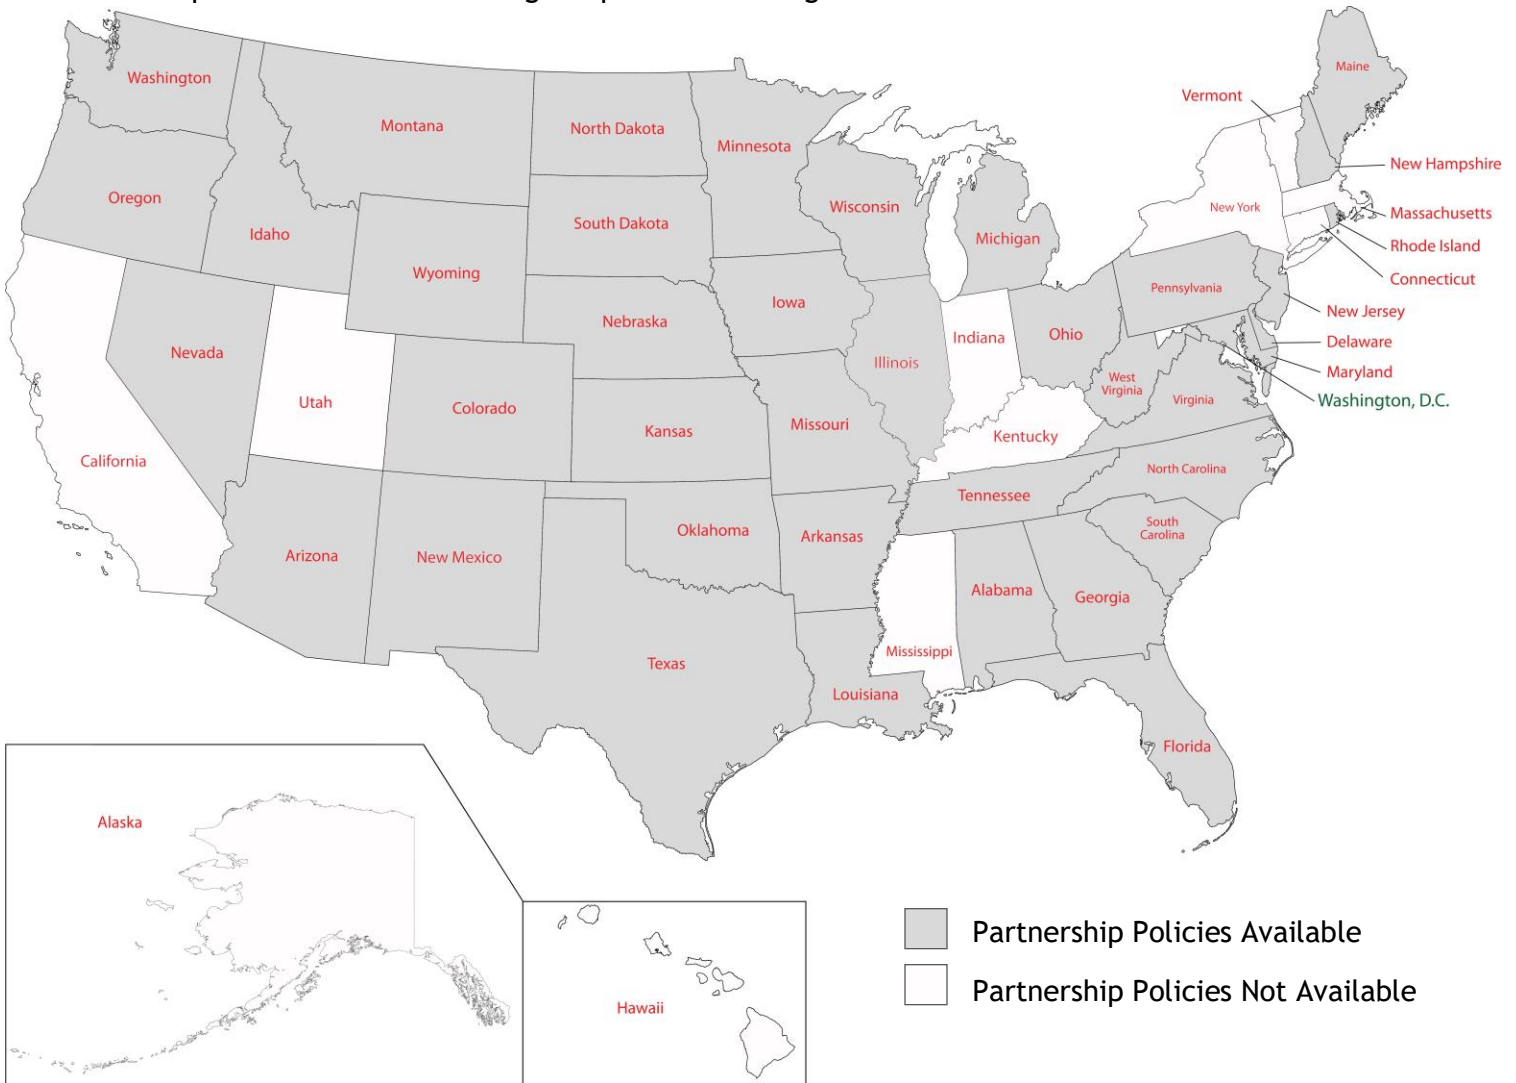 Washington
Montana
North Dakota
Minnesota
Maine
Vermont
New Hampshire
Oregon
Idaho
Wyoming
South Dakota
Wisconsin
Michigan
New York
Massachusetts
Rhode Island
Connecticut
Nevada
Utah
Colorado
Nebraska
Iowa
Illinois
Indiana
Ohio
Pennsylvania
New Jersey
Delaware
Maryland
Washington, D.C.
West
Virginia
Virginia
California
Kansas
Missouri
Kentucky
North Carolina
Tennessee
South
Carolina
Arizona
New Mexico
Oklahoma
Arkansas
Alabama
Georgia
Mississippi
Texas
Louisiana
Florida
Alaska
Hawaii
Partnership Policies Available
Partnership Policies Not Available